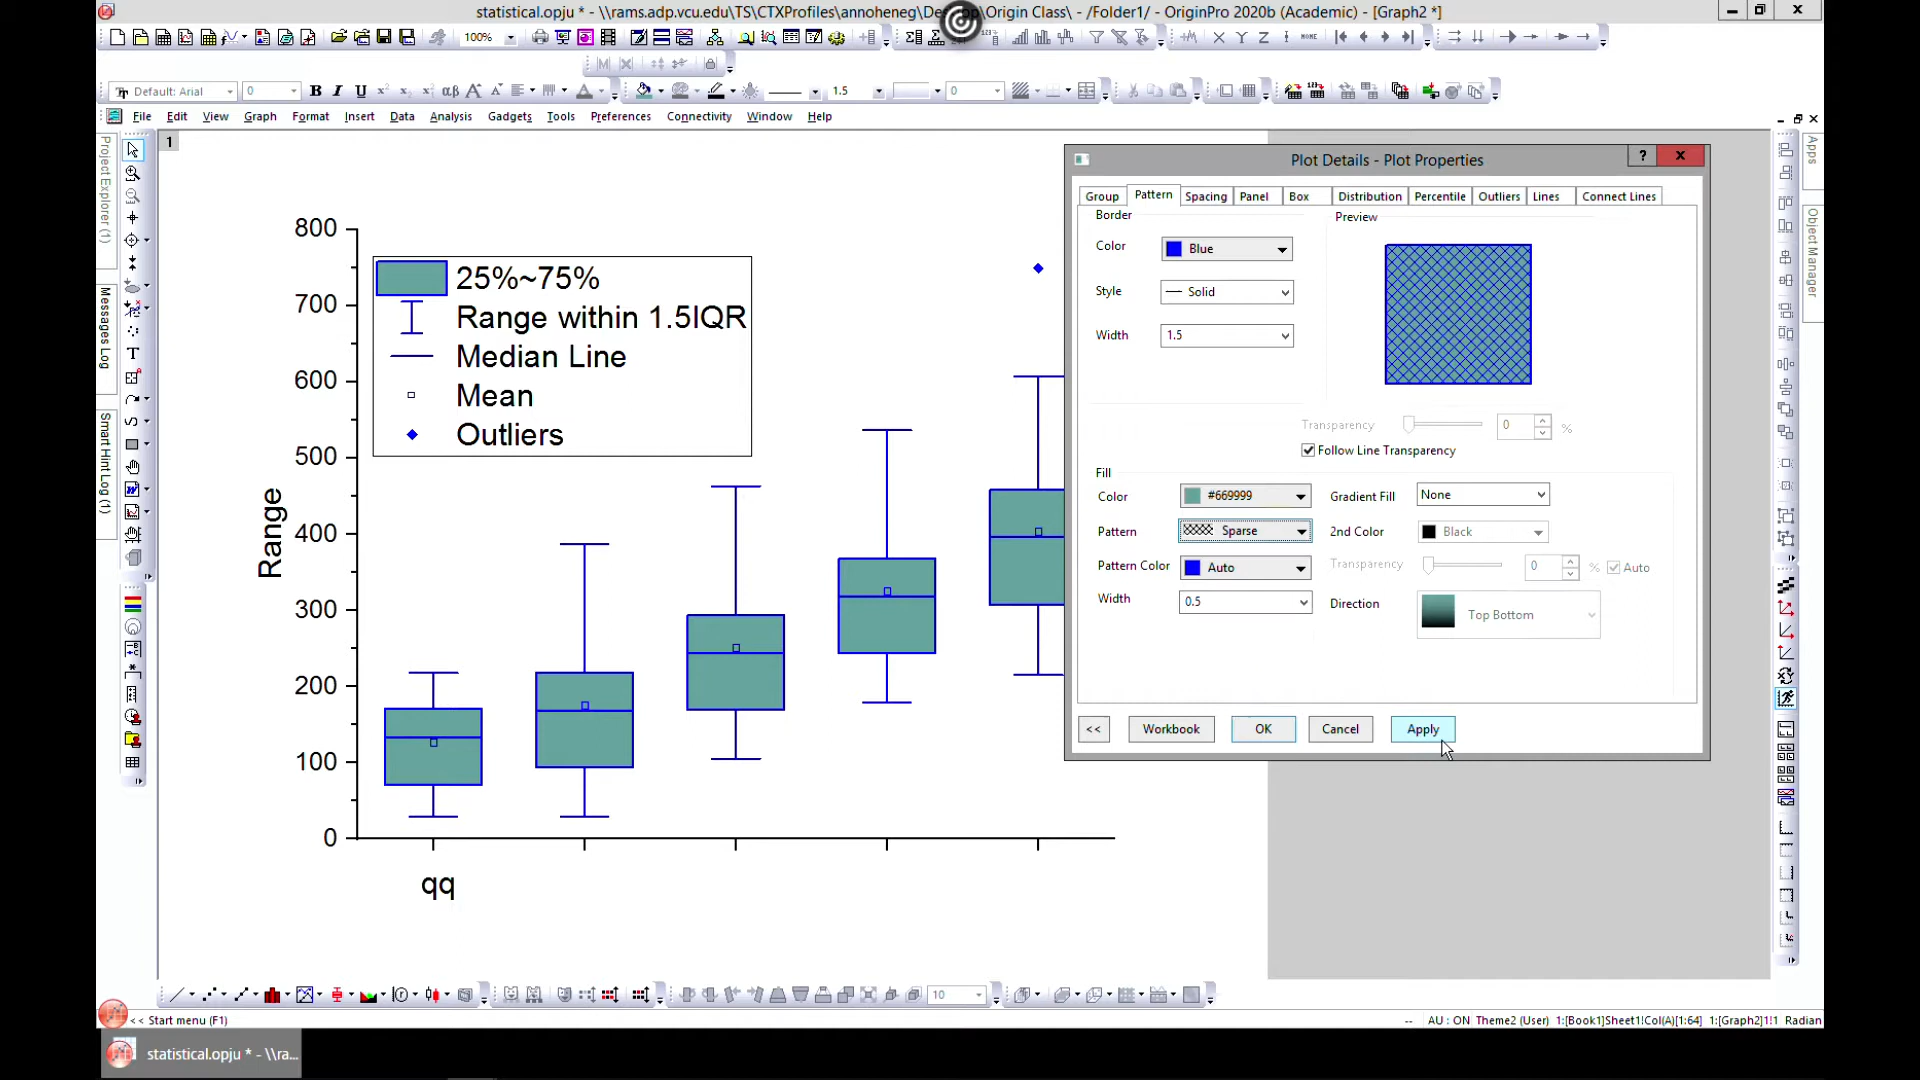 statistical.opju * - \\rams.adp.vcu.edu\TS\CTXProfiles\annoheneg\De \Origin Class\ - /Folder1/ - OriginPro 2020b (Academic) - [Graph2 *]
100%
Default: Arial 0 B I U αβ A A A 1.5 0
File Edit View Graph Format Insert Data Analysis Gadgets Tools Preferences Connectivity Window Help
1
Project Explorer (1)
Messages Log
Smart Hint Log (1)
Apps
Object Manager
800
700
600
500
400
300
200
100
0
Range
25%~75%
Range within 1.5IQR
Median Line
Mean
Outliers
qq
Plot Details - Plot Properties
Group Pattern Spacing Panel Box Distribution Percentile Outliers Lines Connect Lines
Border
Preview
Color Blue
Style Solid
Width 1.5
Transparency 0 %
Follow Line Transparency
Fill
Color #669999 Gradient Fill None
Pattern Sparse 2nd Color Black
Pattern Color Auto Transparency 0 % Auto
Width 0.5 Direction Top Bottom
<< Workbook OK Cancel Apply
10
<< Start menu (F1)
-- AU : ON Theme2 (User) 1:[Book1]Sheet1!Col(A)[1:64] 1:[Graph2]1!1 Radian
statistical.opju * - \\ra...